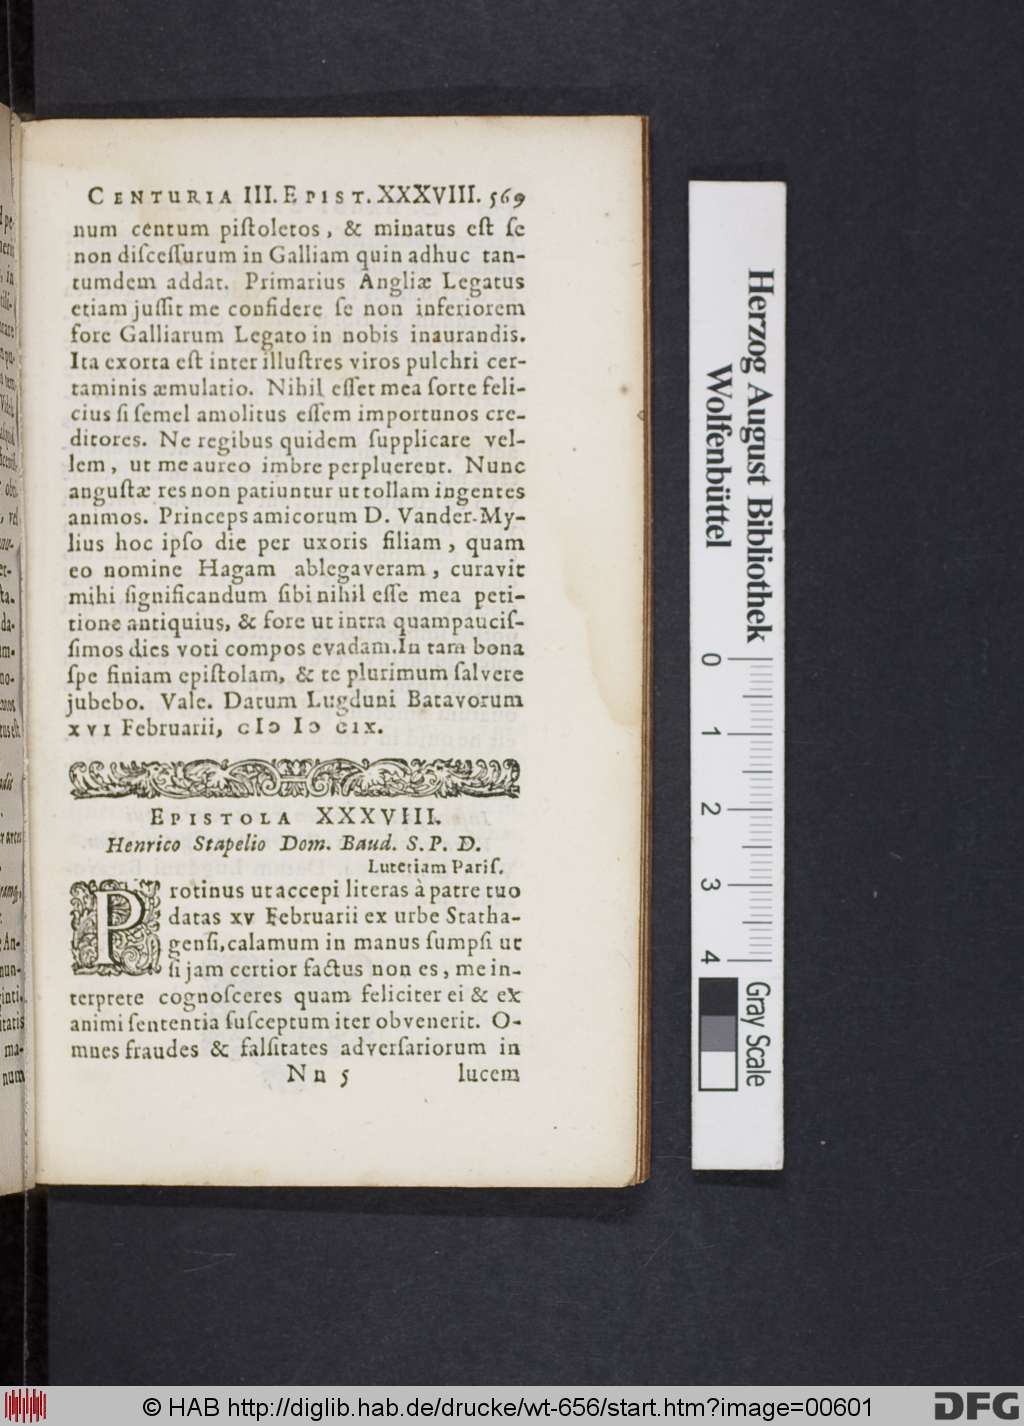 CENTURIA III. EPIST. XXXVIII. 569
num centum piſtoletos, & minatus eſt ſe
non diſceſſurum in Galliam quin adhuc tan-
tumdem addat. Primarius Angliæ Legatus
etiam juſſit me confidere ſe non inferiorem
fore Galliarum Legato in nobis inaurandis.
Ita exorta eſt inter illuſtres viros pulchri cer-
taminis æmulatio. Nihil eſſet mea ſorte feli-
cius ſi ſemel amolitus eſſem importunos cre-
ditores. Ne regibus quidem ſupplicare vel-
lem, ut me aureo imbre perpluerent. Nunc
anguſtæ res non patiuntur ut tollam ingentes
animos. Princeps amicorum D. Vander-My-
lius hoc ipſo die per uxoris filiam, quam
eo nomine Hagam ablegaveram, curavit
mihi ſignificandum ſibi nihil eſſe mea peti-
tione antiquius, & fore ut intra quampauciſ-
ſimos dies voti compos evadam. In tam bona
ſpe finiam epiſtolam, & te plurimum ſalvere
jubebo. Vale. Datum Lugduni Batavorum
XVI Februarii, cIↄ Iↄ cIX.
EPISTOLA XXXVIII.
Henrico Stapelio Dom. Baud. S. P. D.
Lutetiam Pariſ.
Protinus ut accepi literas à patre tuo
datas XV Februarii ex urbe Statha-
genſi, calamum in manus ſumpſi ut
ſi jam certior factus non es, me in-
terprete cognoſceres quam feliciter ei & ex
animi ſententia ſuſceptum iter obvenerit. O-
mnes fraudes & falſitates adverſariorum in
Nn 5 lucem
Herzog August Bibliothek
Wolfenbüttel
0 1 2 3 4
Gray Scale
© HAB http://diglib.hab.de/drucke/wt-656/start.htm?image=00601
DFG